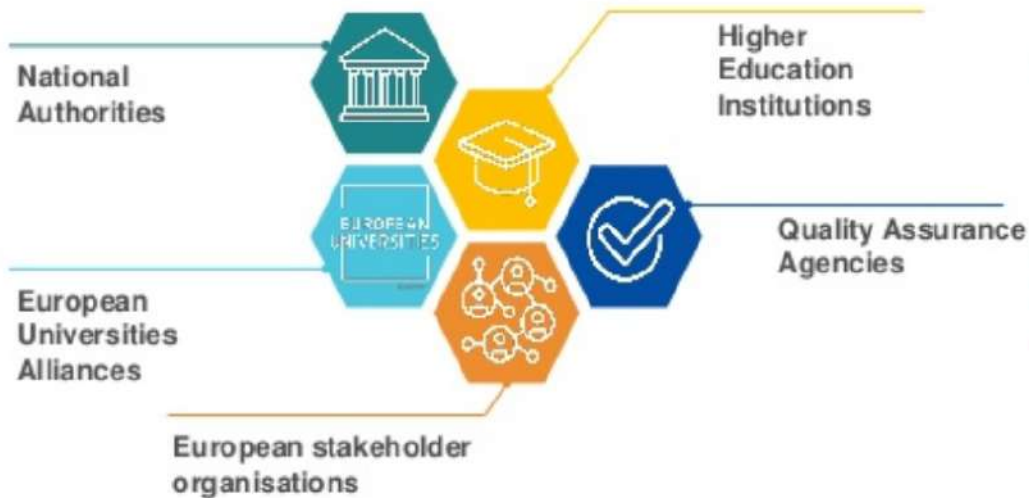 National
Authorities
Higher
Education
Institutions
EUROPEAN
UNIVERSITIES
Quality Assurance
Agencies
European
Universities
Alliances
European stakeholder
organisations